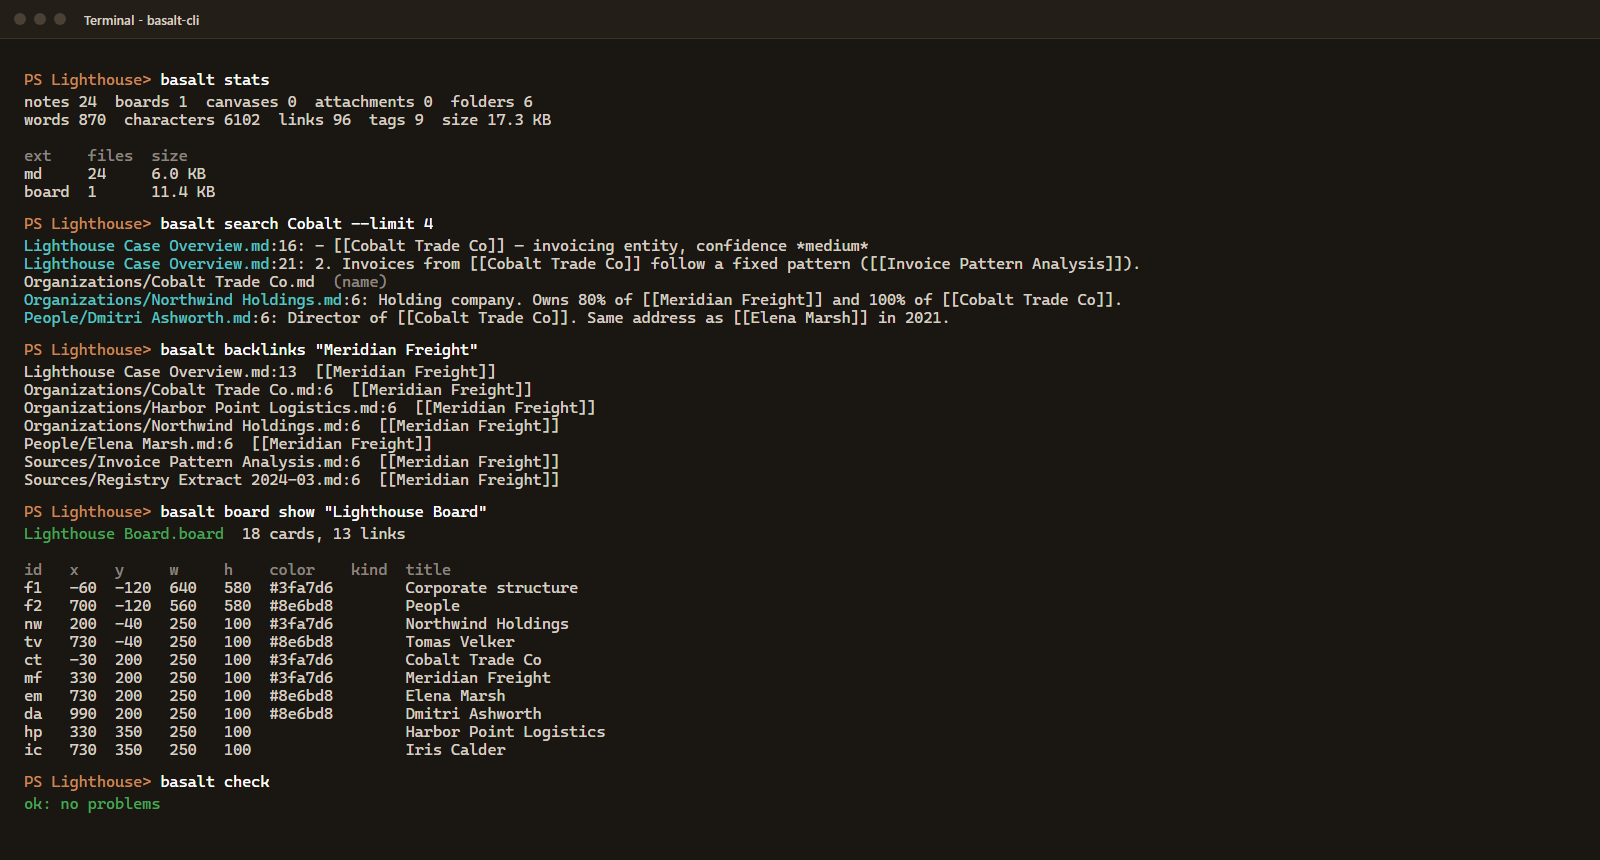 Terminal - basalt-cli
PS Lighthouse> basalt stats
notes 24  boards 1  canvases 0  attachments 0  folders 6
words 870  characters 6102  links 96  tags 9  size 17.3 KB
ext    files  size
md     24     6.0 KB
board  1      11.4 KB
PS Lighthouse> basalt search Cobalt --limit 4
Lighthouse Case Overview.md:16: - [[Cobalt Trade Co]] — invoicing entity, confidence *medium*
Lighthouse Case Overview.md:21: 2. Invoices from [[Cobalt Trade Co]] follow a fixed pattern ([[Invoice Pattern Analysis]]).
Organizations/Cobalt Trade Co.md  (name)
Organizations/Northwind Holdings.md:6: Holding company. Owns 80% of [[Meridian Freight]] and 100% of [[Cobalt Trade Co]].
People/Dmitri Ashworth.md:6: Director of [[Cobalt Trade Co]]. Same address as [[Elena Marsh]] in 2021.
PS Lighthouse> basalt backlinks "Meridian Freight"
Lighthouse Case Overview.md:13  [[Meridian Freight]]
Organizations/Cobalt Trade Co.md:6  [[Meridian Freight]]
Organizations/Harbor Point Logistics.md:6  [[Meridian Freight]]
Organizations/Northwind Holdings.md:6  [[Meridian Freight]]
People/Elena Marsh.md:6  [[Meridian Freight]]
Sources/Invoice Pattern Analysis.md:6  [[Meridian Freight]]
Sources/Registry Extract 2024-03.md:6  [[Meridian Freight]]
PS Lighthouse> basalt board show "Lighthouse Board"
Lighthouse Board.board  18 cards, 13 links
id   x    y     w     h    color    kind  title
f1   -60  -120  640   580  #3fa7d6        Corporate structure
f2   700  -120  560   580  #8e6bd8        People
nw   200  -40   250   100  #3fa7d6        Northwind Holdings
tv   730  -40   250   100  #8e6bd8        Tomas Velker
ct   -30  200   250   100  #3fa7d6        Cobalt Trade Co
mf   330  200   250   100  #3fa7d6        Meridian Freight
em   730  200   250   100  #8e6bd8        Elena Marsh
da   990  200   250   100  #8e6bd8        Dmitri Ashworth
hp   330  350   250   100                 Harbor Point Logistics
ic   730  350   250   100                 Iris Calder
PS Lighthouse> basalt check
ok: no problems